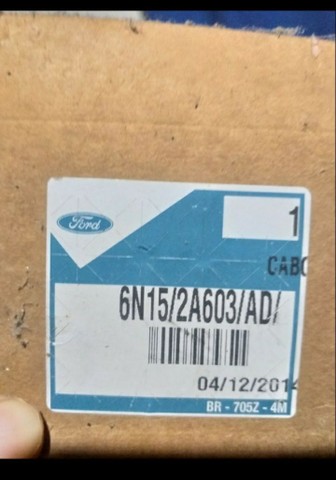 Ford
1
CABO
6N15/2A603/AD/
04/12/2014
BR - 705Z - 4M